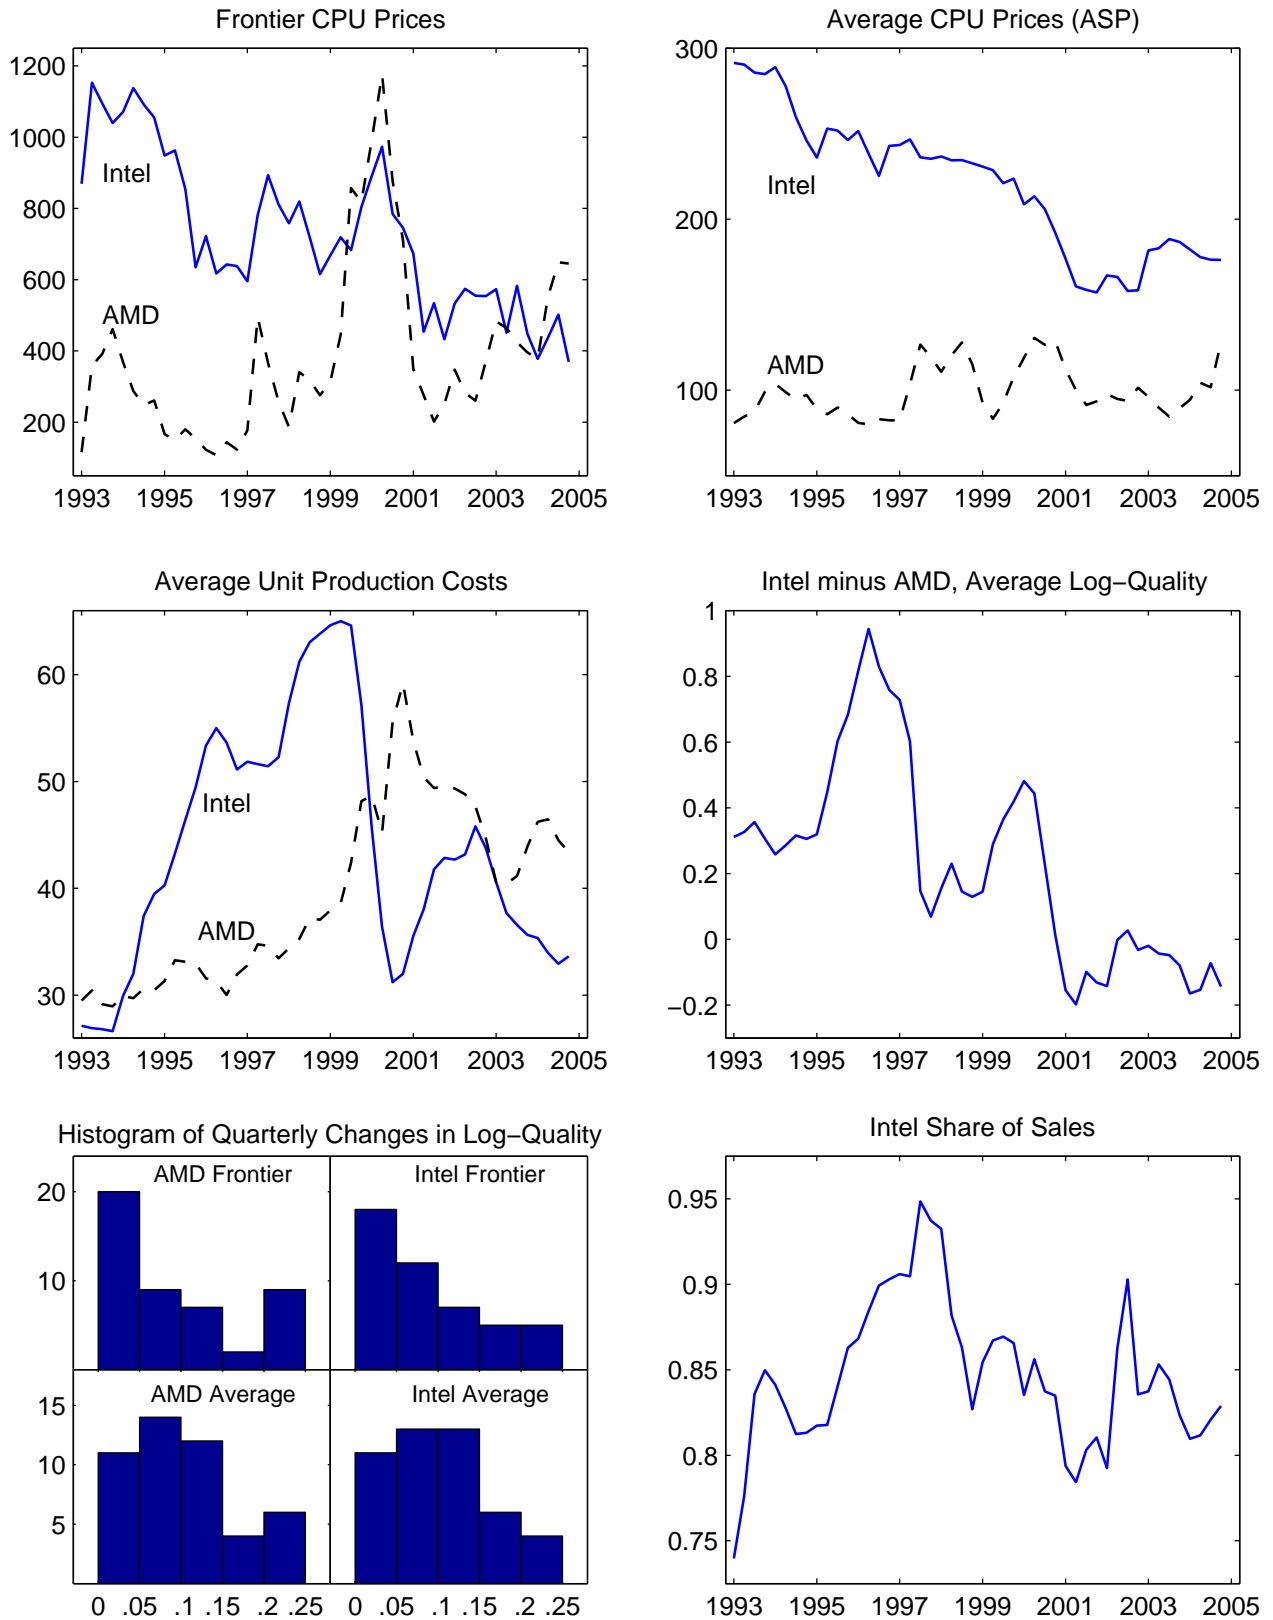 Frontier CPU Prices
1200
1000
800
600
400
200
Intel
AMD
1993 1995 1997 1999 2001 2003 2005
Average CPU Prices (ASP)
300
200
100
Intel
AMD
1993 1995 1997 1999 2001 2003 2005
Average Unit Production Costs
60
50
40
30
Intel
AMD
1993 1995 1997 1999 2001 2003 2005
Intel minus AMD, Average Log−Quality
1
0.8
0.6
0.4
0.2
0
−0.2
1993 1995 1997 1999 2001 2003 2005
Histogram of Quarterly Changes in Log−Quality
AMD Frontier
Intel Frontier
20
10
AMD Average
Intel Average
15
10
5
0 .05 .1 .15 .2 .25 0 .05 .1 .15 .2 .25
Intel Share of Sales
0.95
0.9
0.85
0.8
0.75
1993 1995 1997 1999 2001 2003 2005